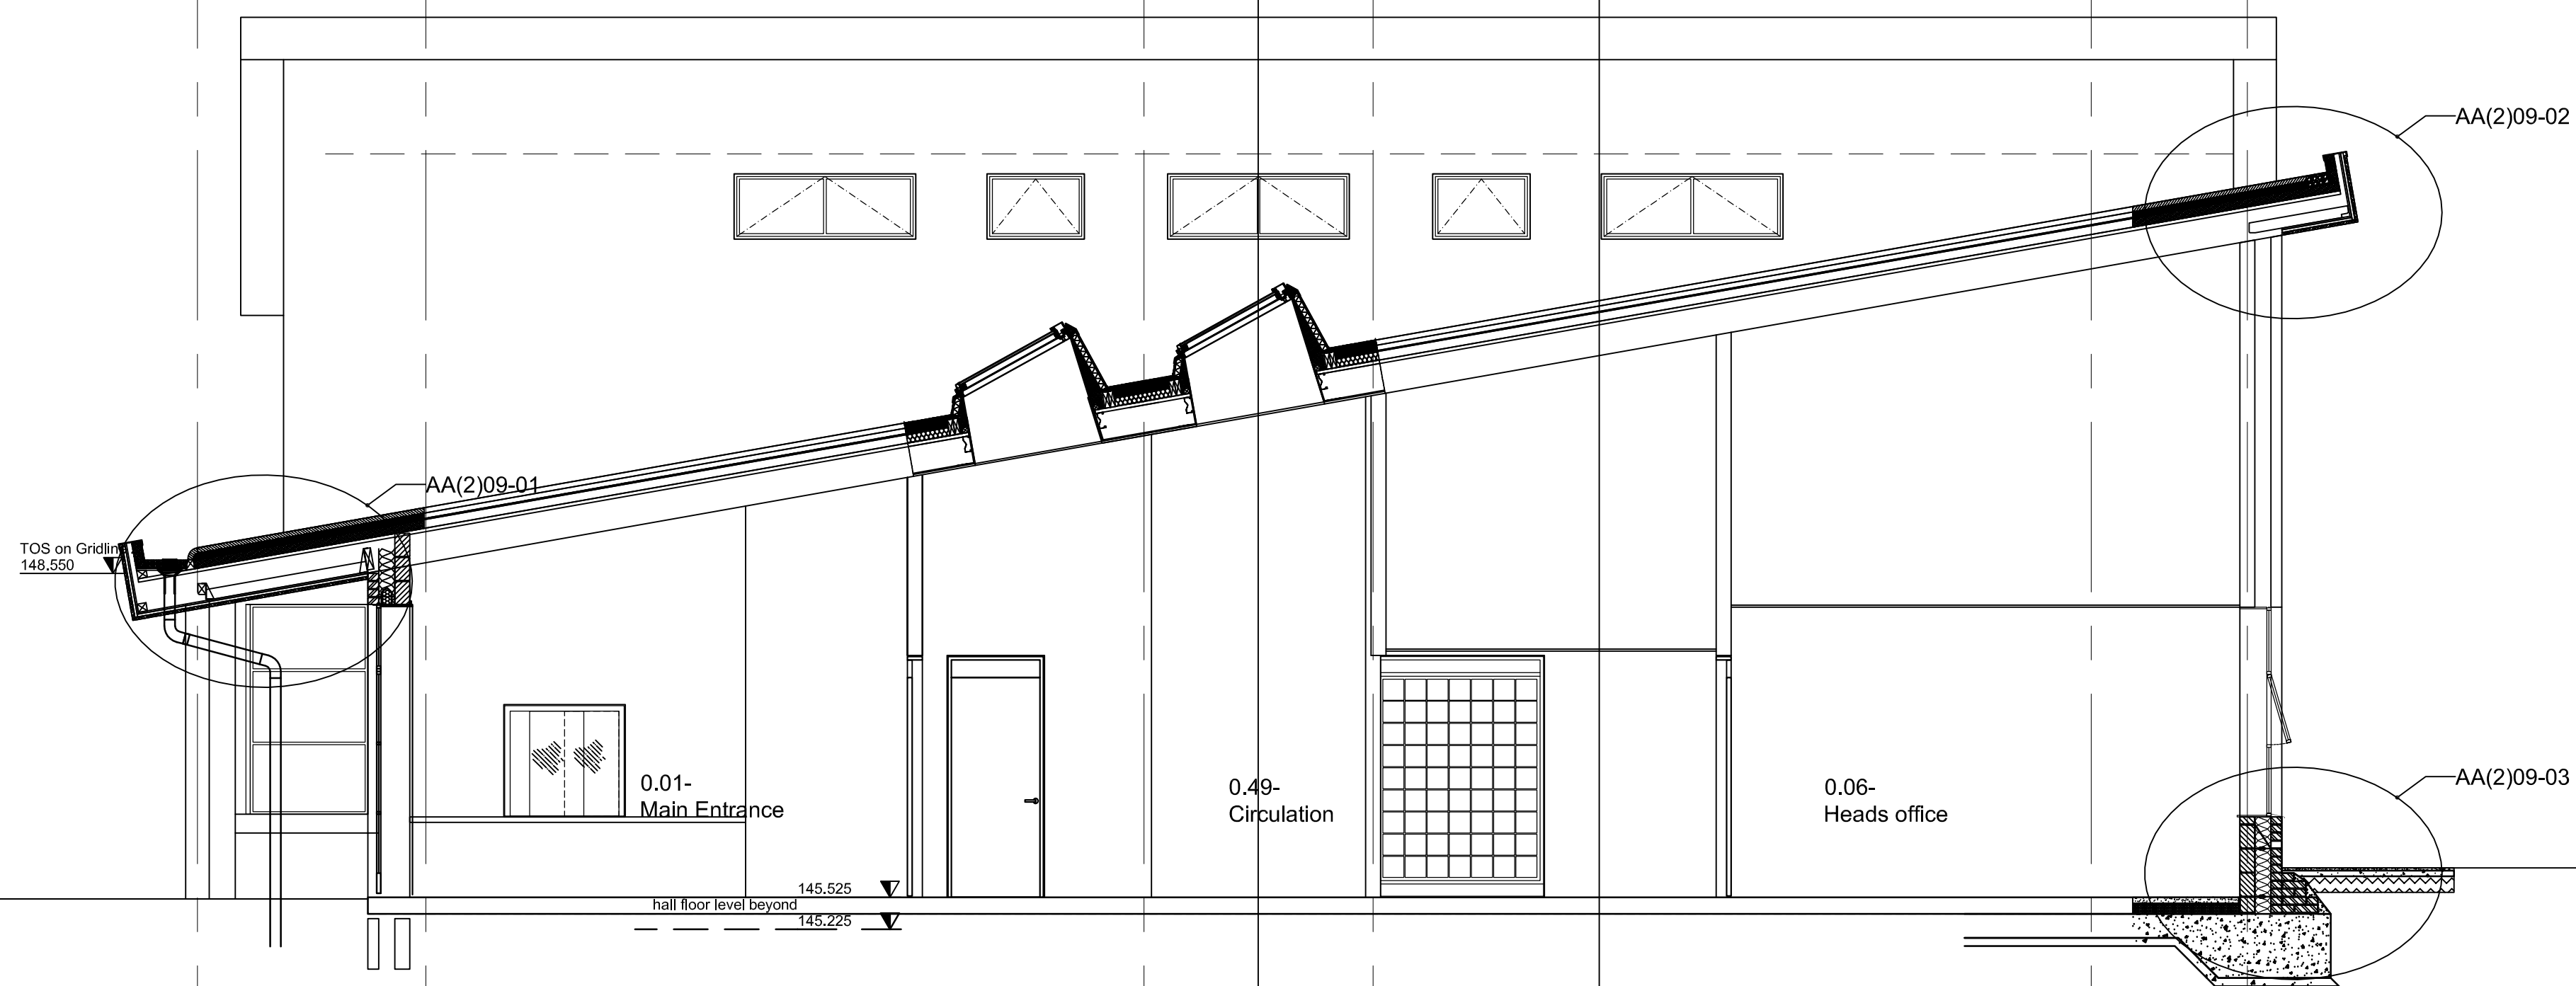 AA(2)09-02
AA(2)09-01
TOS on Gridlin
148.550
AA(2)09-03
0.01-
Main Entrance
0.49-
Circulation
0.06-
Heads office
145.525
hall floor level beyond
145.225